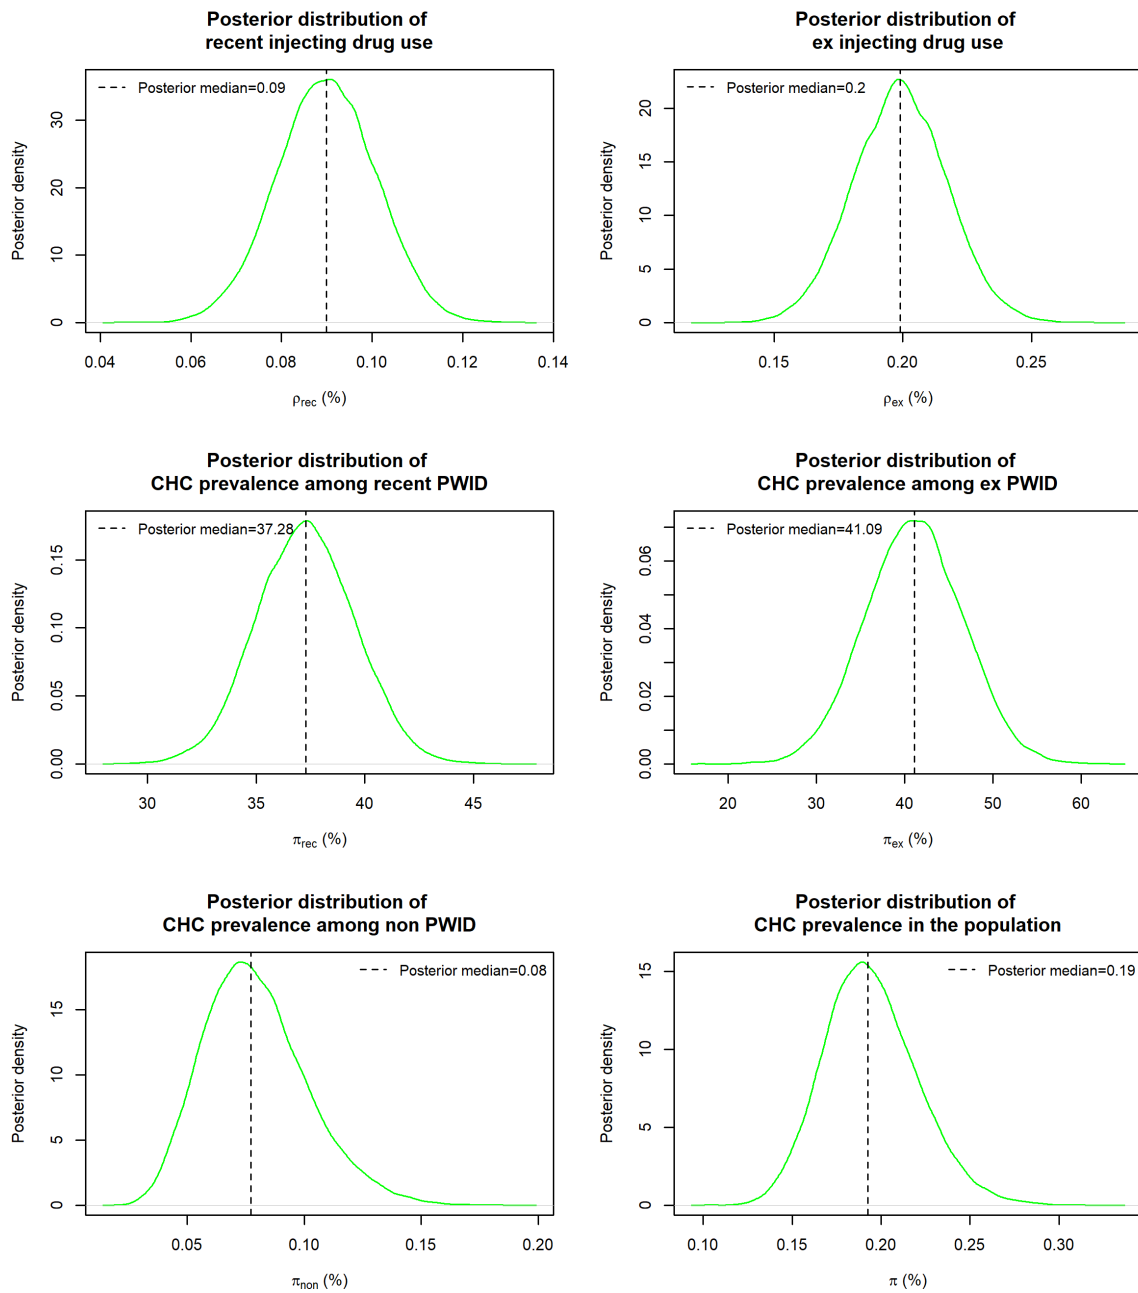 Posterior distribution of
recent injecting drug use
Posterior density
0 10 20 30
Posterior median=0.09
0.04 0.06 0.08 0.10 0.12 0.14
ρrec (%)
Posterior distribution of
ex injecting drug use
Posterior density
0 5 10 15 20
Posterior median=0.2
0.15 0.20 0.25
ρex (%)
Posterior distribution of
CHC prevalence among recent PWID
Posterior density
0.00 0.05 0.10 0.15
Posterior median=37.28
30 35 40 45
πrec (%)
Posterior distribution of
CHC prevalence among ex PWID
Posterior density
0.00 0.02 0.04 0.06
Posterior median=41.09
20 30 40 50 60
πex (%)
Posterior distribution of
CHC prevalence among non PWID
Posterior density
0 5 10 15
Posterior median=0.08
0.05 0.10 0.15 0.20
πnon (%)
Posterior distribution of
CHC prevalence in the population
Posterior density
0 5 10 15
Posterior median=0.19
0.10 0.15 0.20 0.25 0.30
π (%)